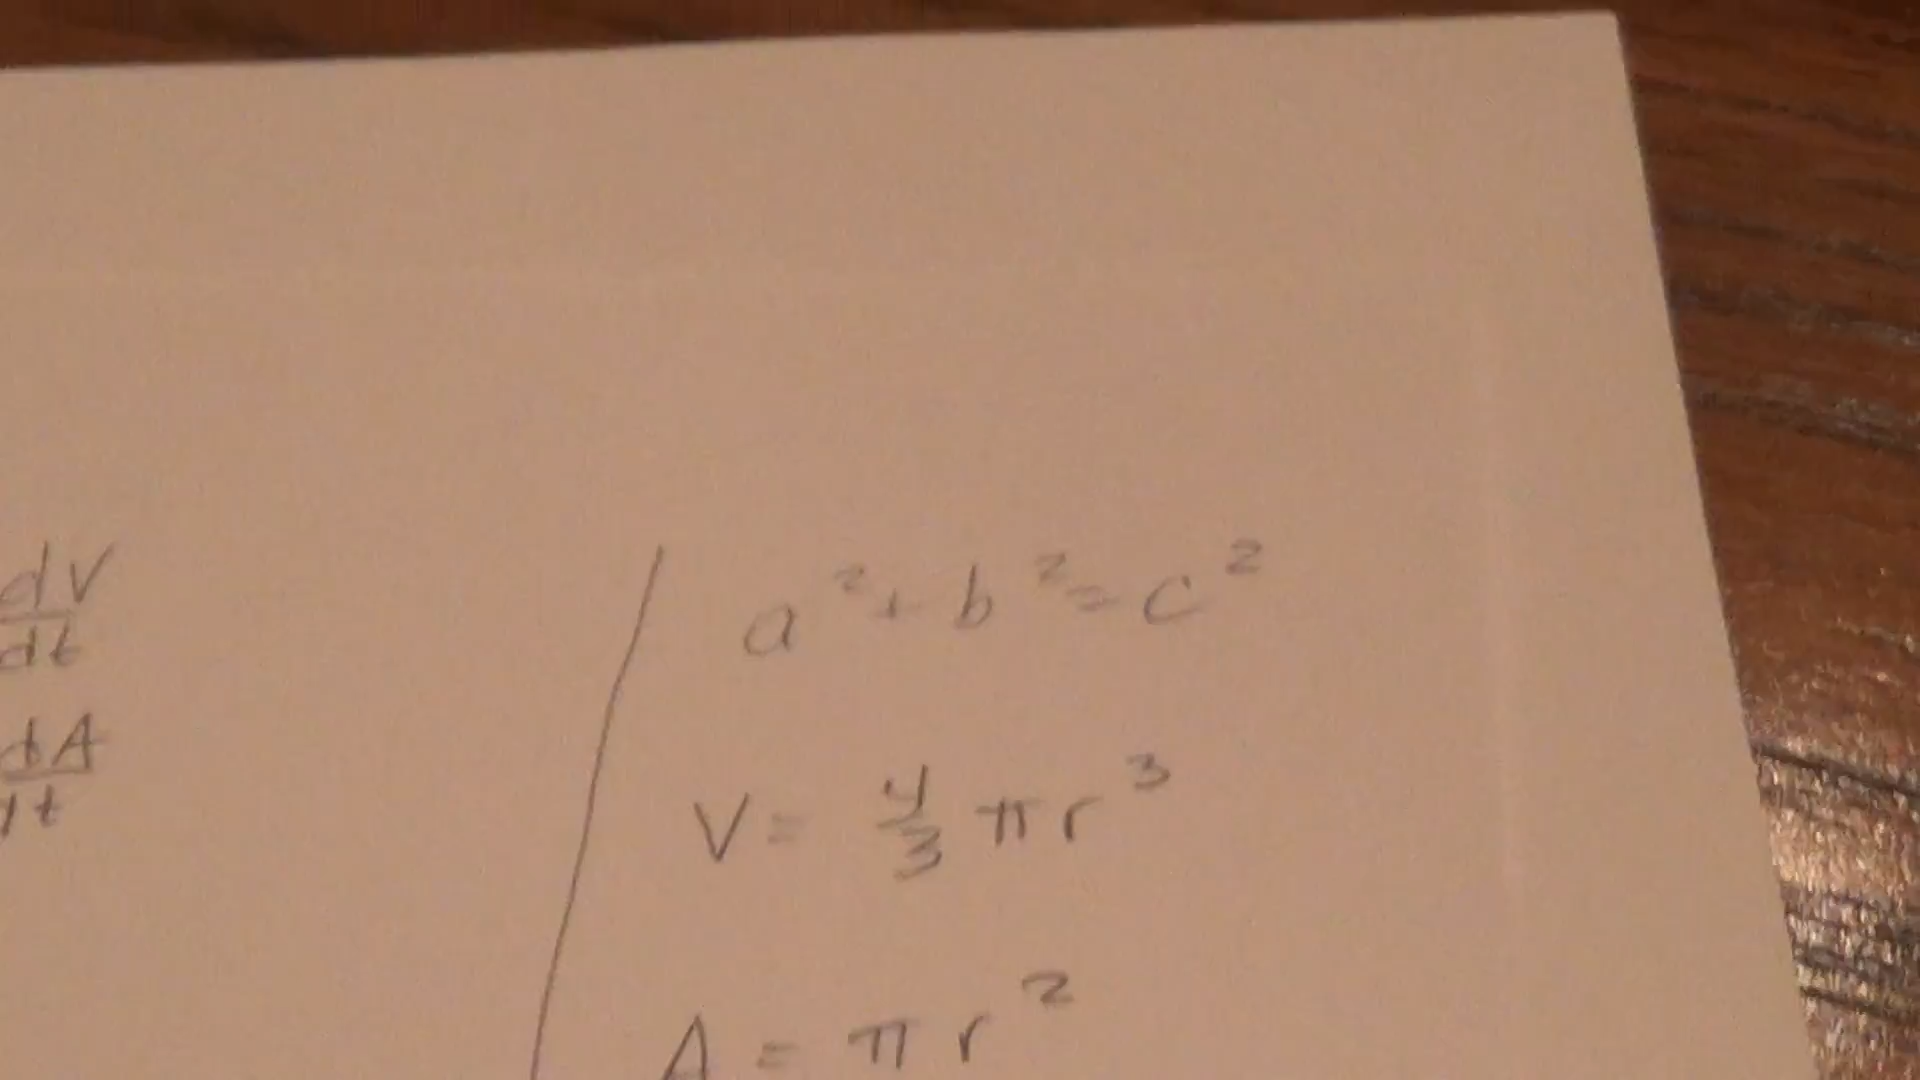 dV/dt
dA/dt
a²+b²=c²
V= 4/3 πr³
A = πr²